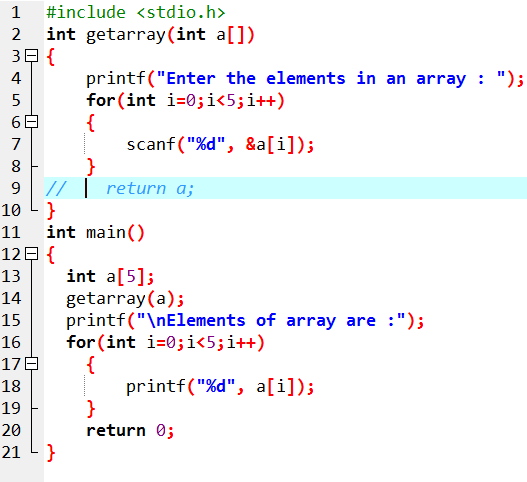 1 #include <stdio.h>
2 int getarray(int a[])
3 {
4     printf("Enter the elements in an array : ");
5     for(int i=0;i<5;i++)
6     {
7         scanf("%d", &a[i]);
8     }
9 //    return a;
10 }
11 int main()
12 {
13   int a[5];
14   getarray(a);
15   printf("\nElements of array are :");
16   for(int i=0;i<5;i++)
17     {
18         printf("%d", a[i]);
19     }
20     return 0;
21 }